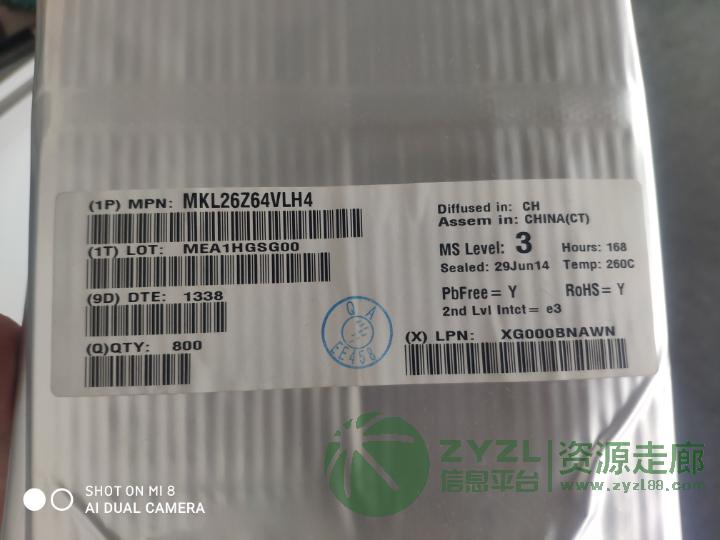 (1P) MPN: MKL26Z64VLH4
(1T) LOT: MEA1HGSG00
(9D) DTE: 1338
(Q)QTY: 800
Diffused in: CH
Assem in: CHINA(CT)
MS Level: 3 Hours: 168
Sealed: 29Jun14 Temp: 260C
PbFree= Y RoHS= Y
2nd Lvl Intct= e3
(X) LPN: XG000BNAWN
QA
EE458
ZYZL
信息平台
资源走廊
www.zyzl88.com
SHOT ON MI 8
AI DUAL CAMERA